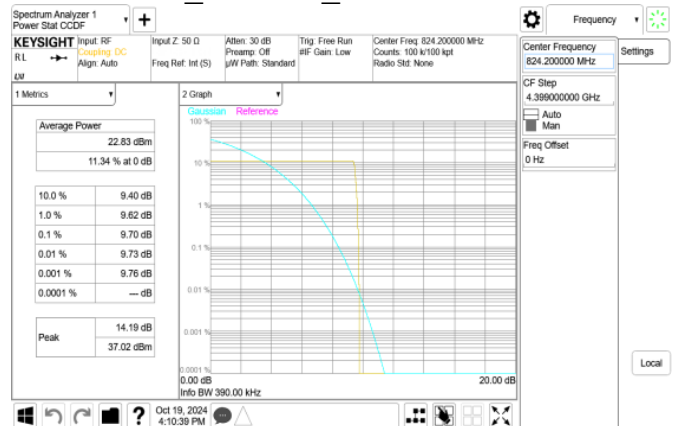 Spectrum Analyzer 1
Power Stat CCDF
Frequency
KEYSIGHT
RL
Input: RF
Coupling: DC
Align: Auto
Input Z: 50 Ω
Freq Ref: Int (S)
Atten: 30 dB
Preamp: Off
µW Path: Standard
Trig: Free Run
#IF Gain: Low
Center Freq: 824.200000 MHz
Counts: 100 k/100 kpt
Radio Std: None
Center Frequency
824.200000 MHz
Settings
CF Step
4.399000000 GHz
Auto
Man
Freq Offset
0 Hz
1 Metrics
Average Power
22.83 dBm
11.34 % at 0 dB
10.0 % 9.40 dB
1.0 % 9.62 dB
0.1 % 9.70 dB
0.01 % 9.73 dB
0.001 % 9.76 dB
0.0001 % --- dB
Peak
14.19 dB
37.02 dBm
2 Graph
Gaussian Reference
100 %
10 %
1 %
0.1 %
0.01 %
0.001 %
0.0001 %
0.00 dB 20.00 dB
Info BW 390.00 kHz
Local
?
Oct 19, 2024
4:10:39 PM